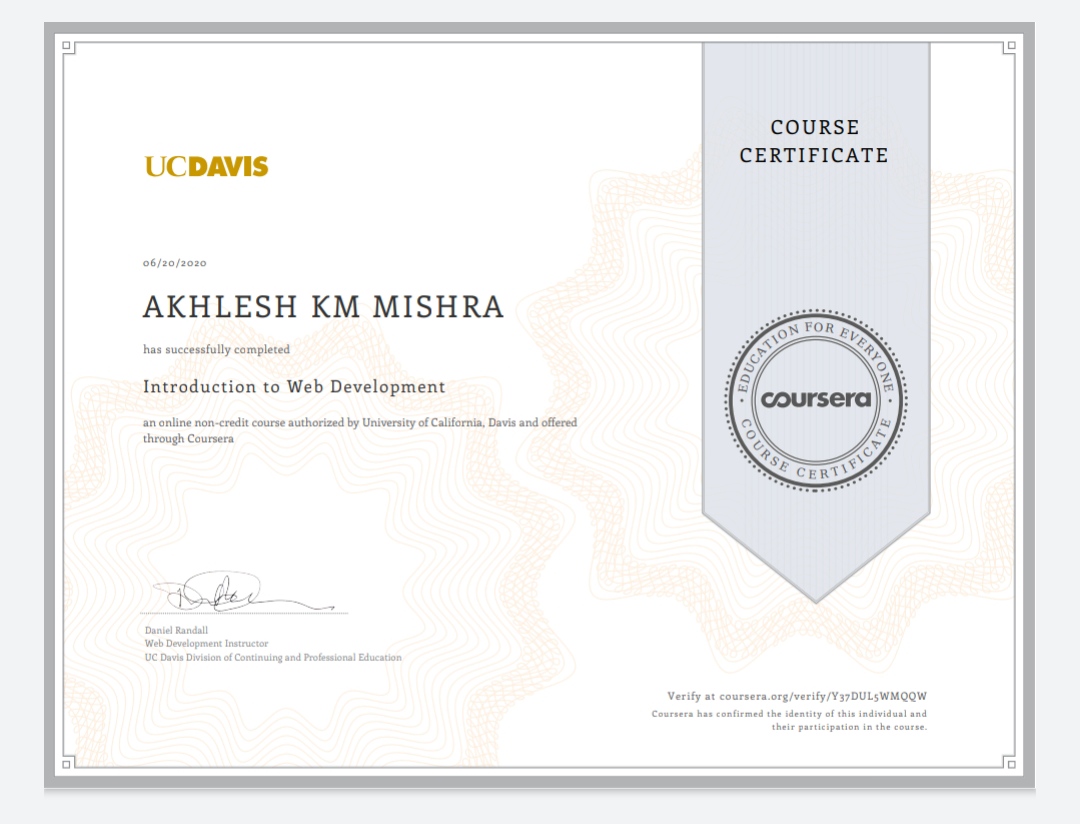 COURSE
CERTIFICATE
UCDAVIS
06/20/2020
AKHLESH KM MISHRA
has successfully completed
Introduction to Web Development
an online non-credit course authorized by University of California, Davis and offered
through Coursera
EDUCATION FOR EVERYONE
coursera
COURSE CERTIFICATE
Daniel Randall
Web Development Instructor
UC Davis Division of Continuing and Professional Education
Verify at coursera.org/verify/Y37DUL5WMQQW
Coursera has confirmed the identity of this individual and
their participation in the course.